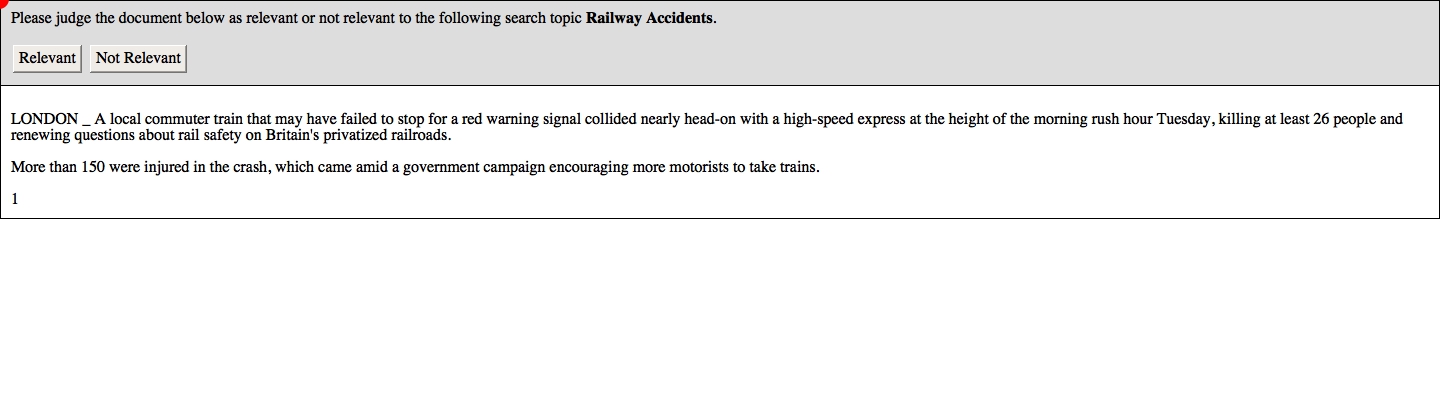 Please judge the document below as relevant or not relevant to the following search topic Railway Accidents.
Relevant Not Relevant
LONDON _ A local commuter train that may have failed to stop for a red warning signal collided nearly head-on with a high-speed express at the height of the morning rush hour Tuesday, killing at least 26 people and
renewing questions about rail safety on Britain's privatized railroads.
More than 150 were injured in the crash, which came amid a government campaign encouraging more motorists to take trains.
1